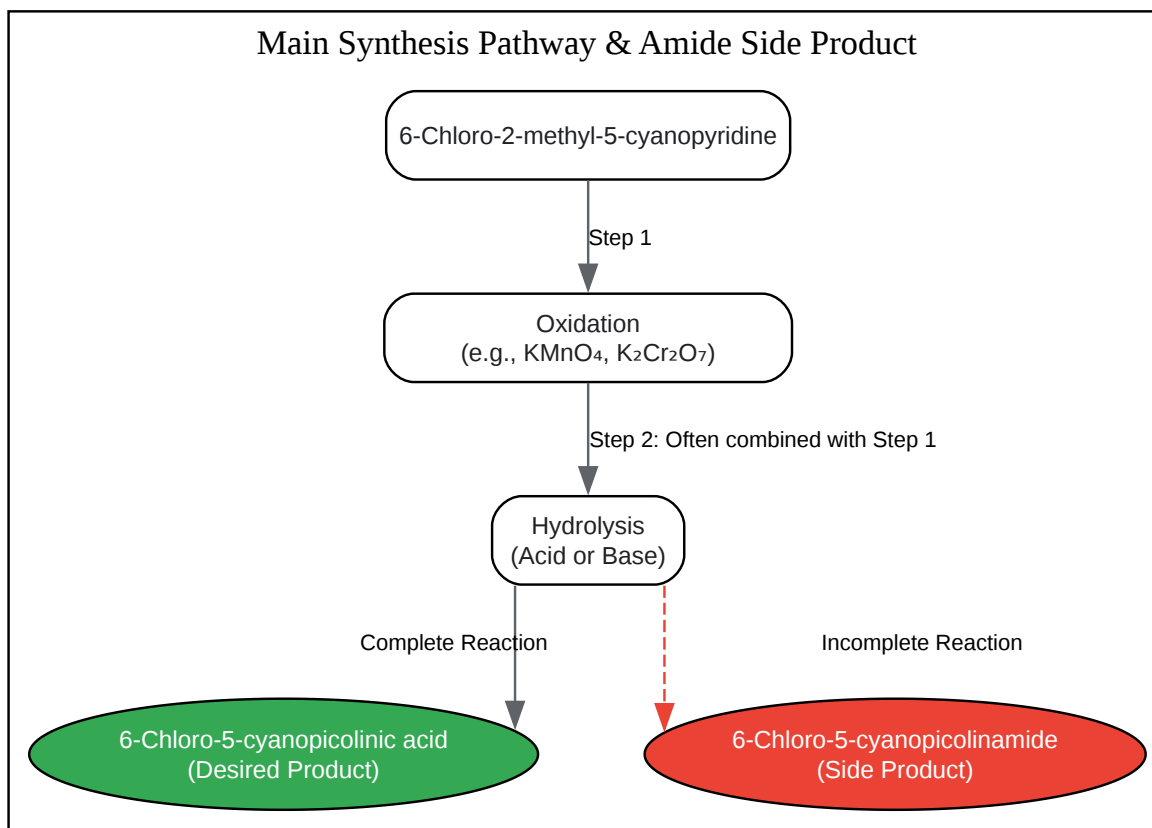 Main Synthesis Pathway & Amide Side Product
6-Chloro-2-methyl-5-cyanopyridine
Step 1
Oxidation
(e.g., KMnO₄, K₂Cr₂O₇)
Step 2: Often combined with Step 1
Hydrolysis
(Acid or Base)
Complete Reaction
Incomplete Reaction
6-Chloro-5-cyanopicolinic acid
(Desired Product)
6-Chloro-5-cyanopicolinamide
(Side Product)